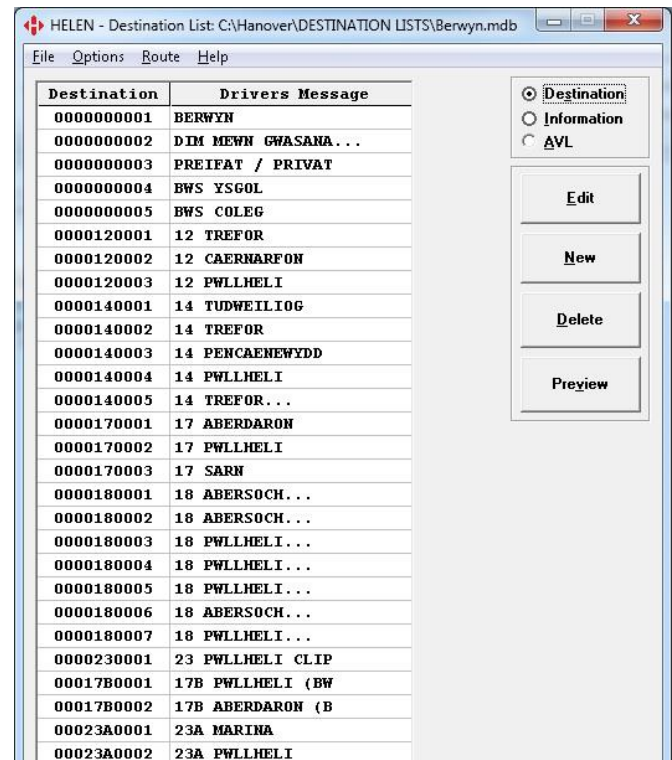 HELEN - Destination List: C:\Hanover\DESTINATION LISTS\Berwyn.mdb
File Options Route Help
Destination Drivers Message
0000000001 BERWYN
0000000002 DIM MEWN GWASANA...
0000000003 PREIFAT / PRIVAT
0000000004 BWS YSGOL
0000000005 BWS COLEG
0000120001 12 TREFOR
0000120002 12 CAERNARFON
0000120003 12 PWLLHELI
0000140001 14 TUDWEILIOG
0000140002 14 TREFOR
0000140003 14 PENCAENEWYDD
0000140004 14 PWLLHELI
0000140005 14 TREFOR...
0000170001 17 ABERDARON
0000170002 17 PWLLHELI
0000170003 17 SARN
0000180001 18 ABERSOCH...
0000180002 18 ABERSOCH...
0000180003 18 PWLLHELI...
0000180004 18 PWLLHELI...
0000180005 18 PWLLHELI...
0000180006 18 ABERSOCH...
0000180007 18 PWLLHELI...
0000230001 23 PWLLHELI CLIP
00017B0001 17B PWLLHELI (BW
00017B0002 17B ABERDARON (B
00023A0001 23A MARINA
00023A0002 23A PWLLHELI
Destination
Information
AVL
Edit
New
Delete
Preview